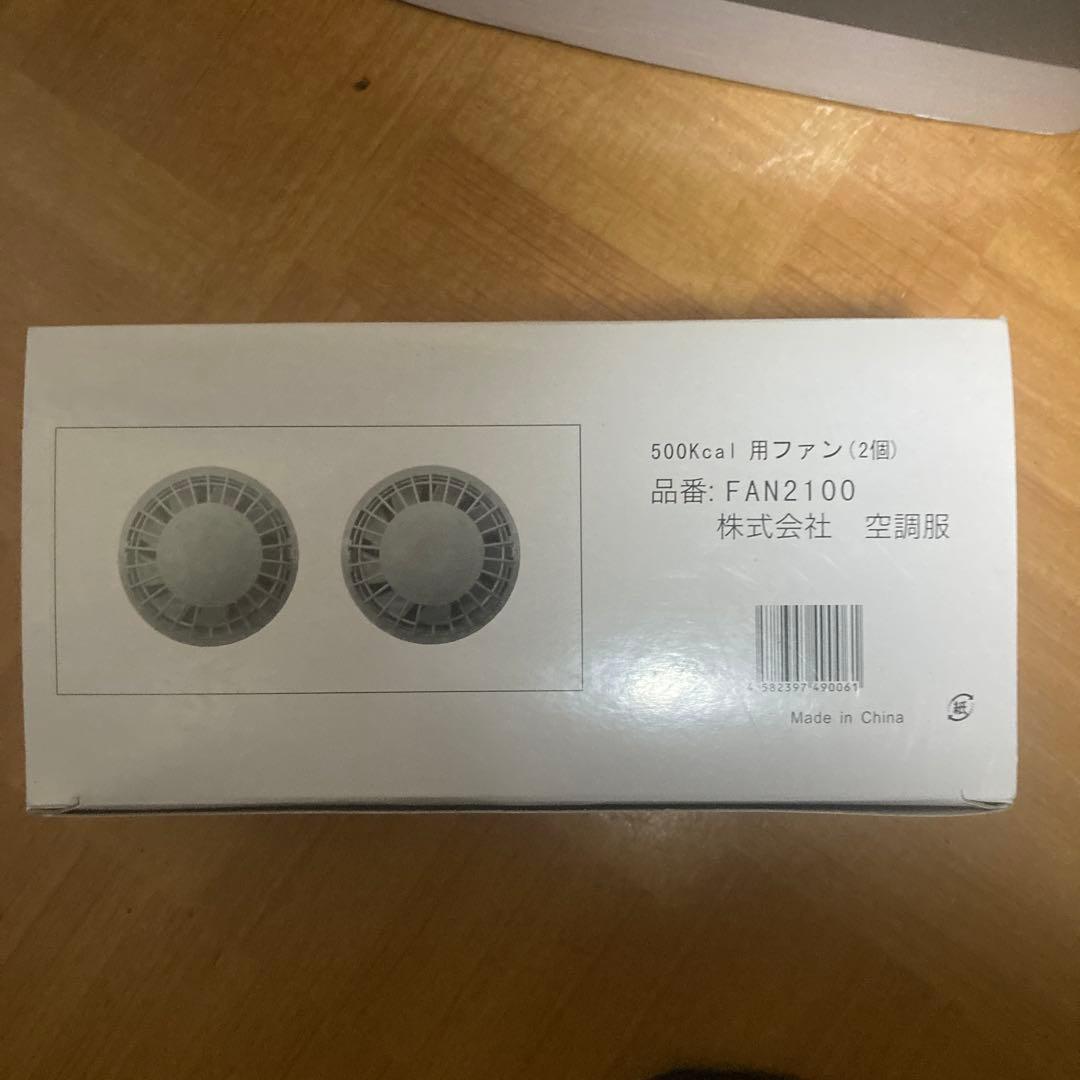 500Kcal 用ファン(2個)
品番: FAN2100
株式会社 空調服
4 582397 490061
Made in China
紙